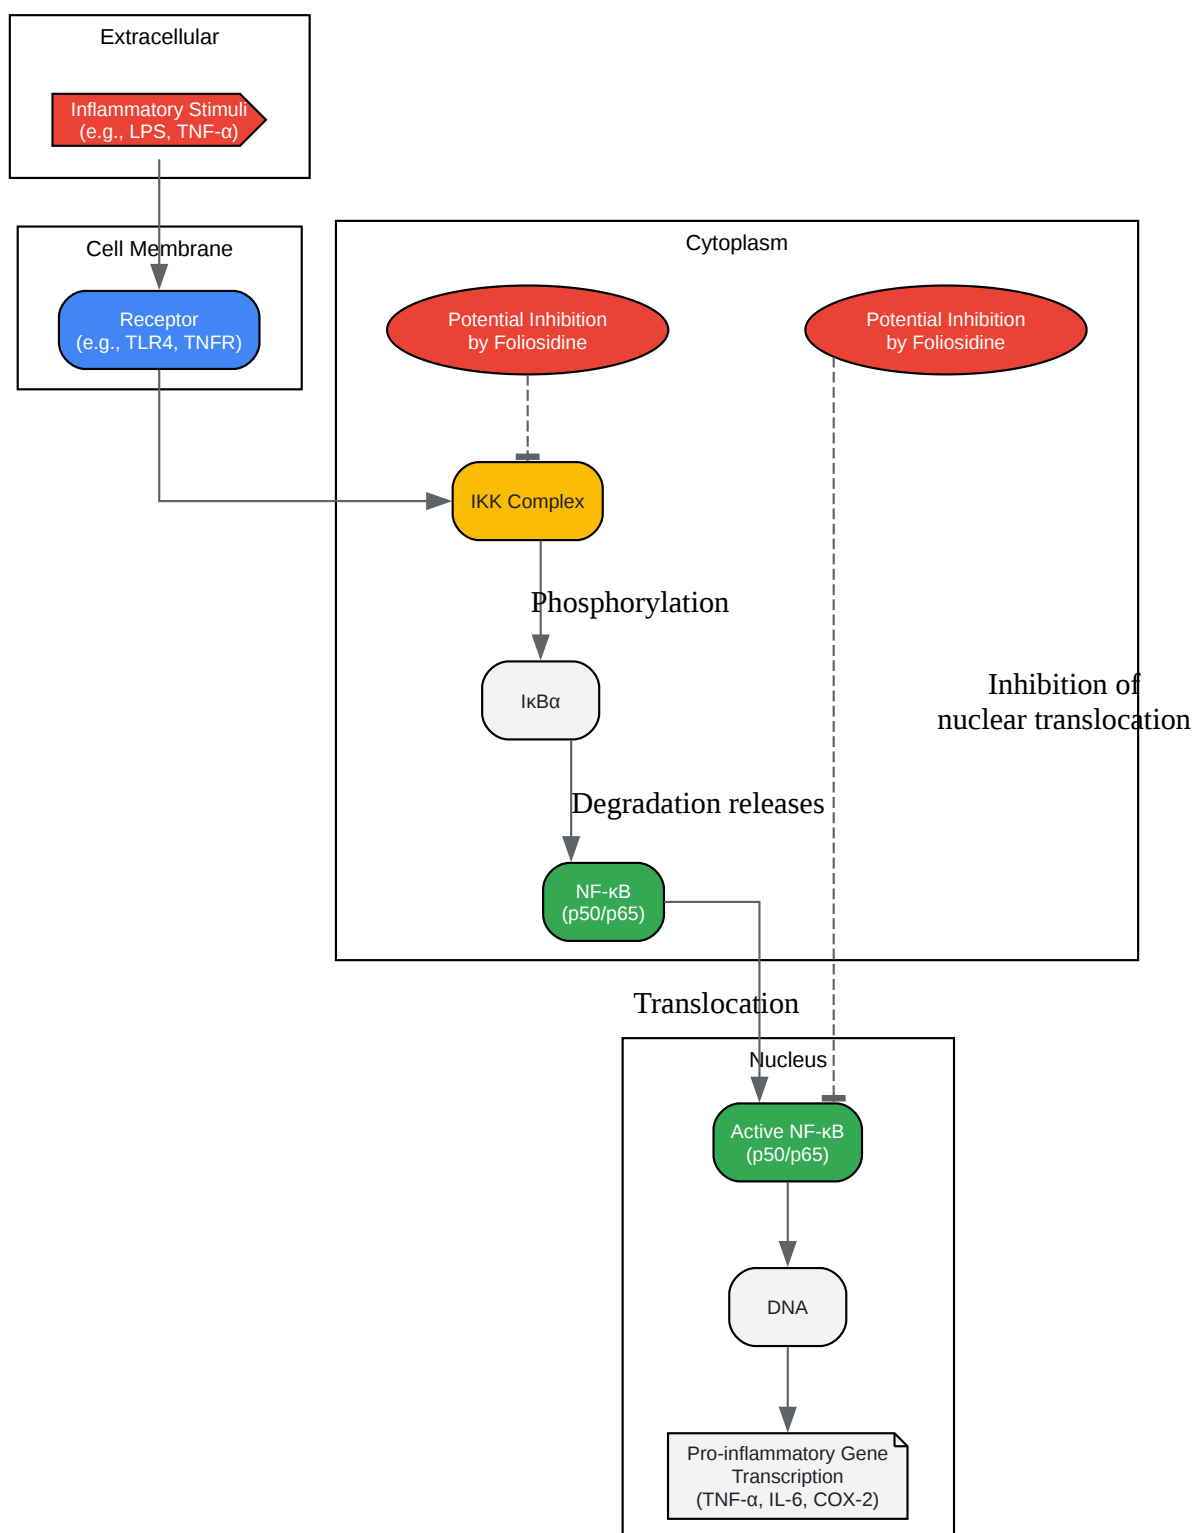 Extracellular
Inflammatory Stimuli
(e.g., LPS, TNF-α)
Cell Membrane
Receptor
(e.g., TLR4, TNFR)
Cytoplasm
Potential Inhibition
by Foliosidine
Potential Inhibition
by Foliosidine
IKK Complex
Phosphorylation
IκBα
Inhibition of
nuclear translocation
Degradation releases
NF-κB
(p50/p65)
Translocation
Nucleus
Active NF-κB
(p50/p65)
DNA
Pro-inflammatory Gene
Transcription
(TNF-α, IL-6, COX-2)